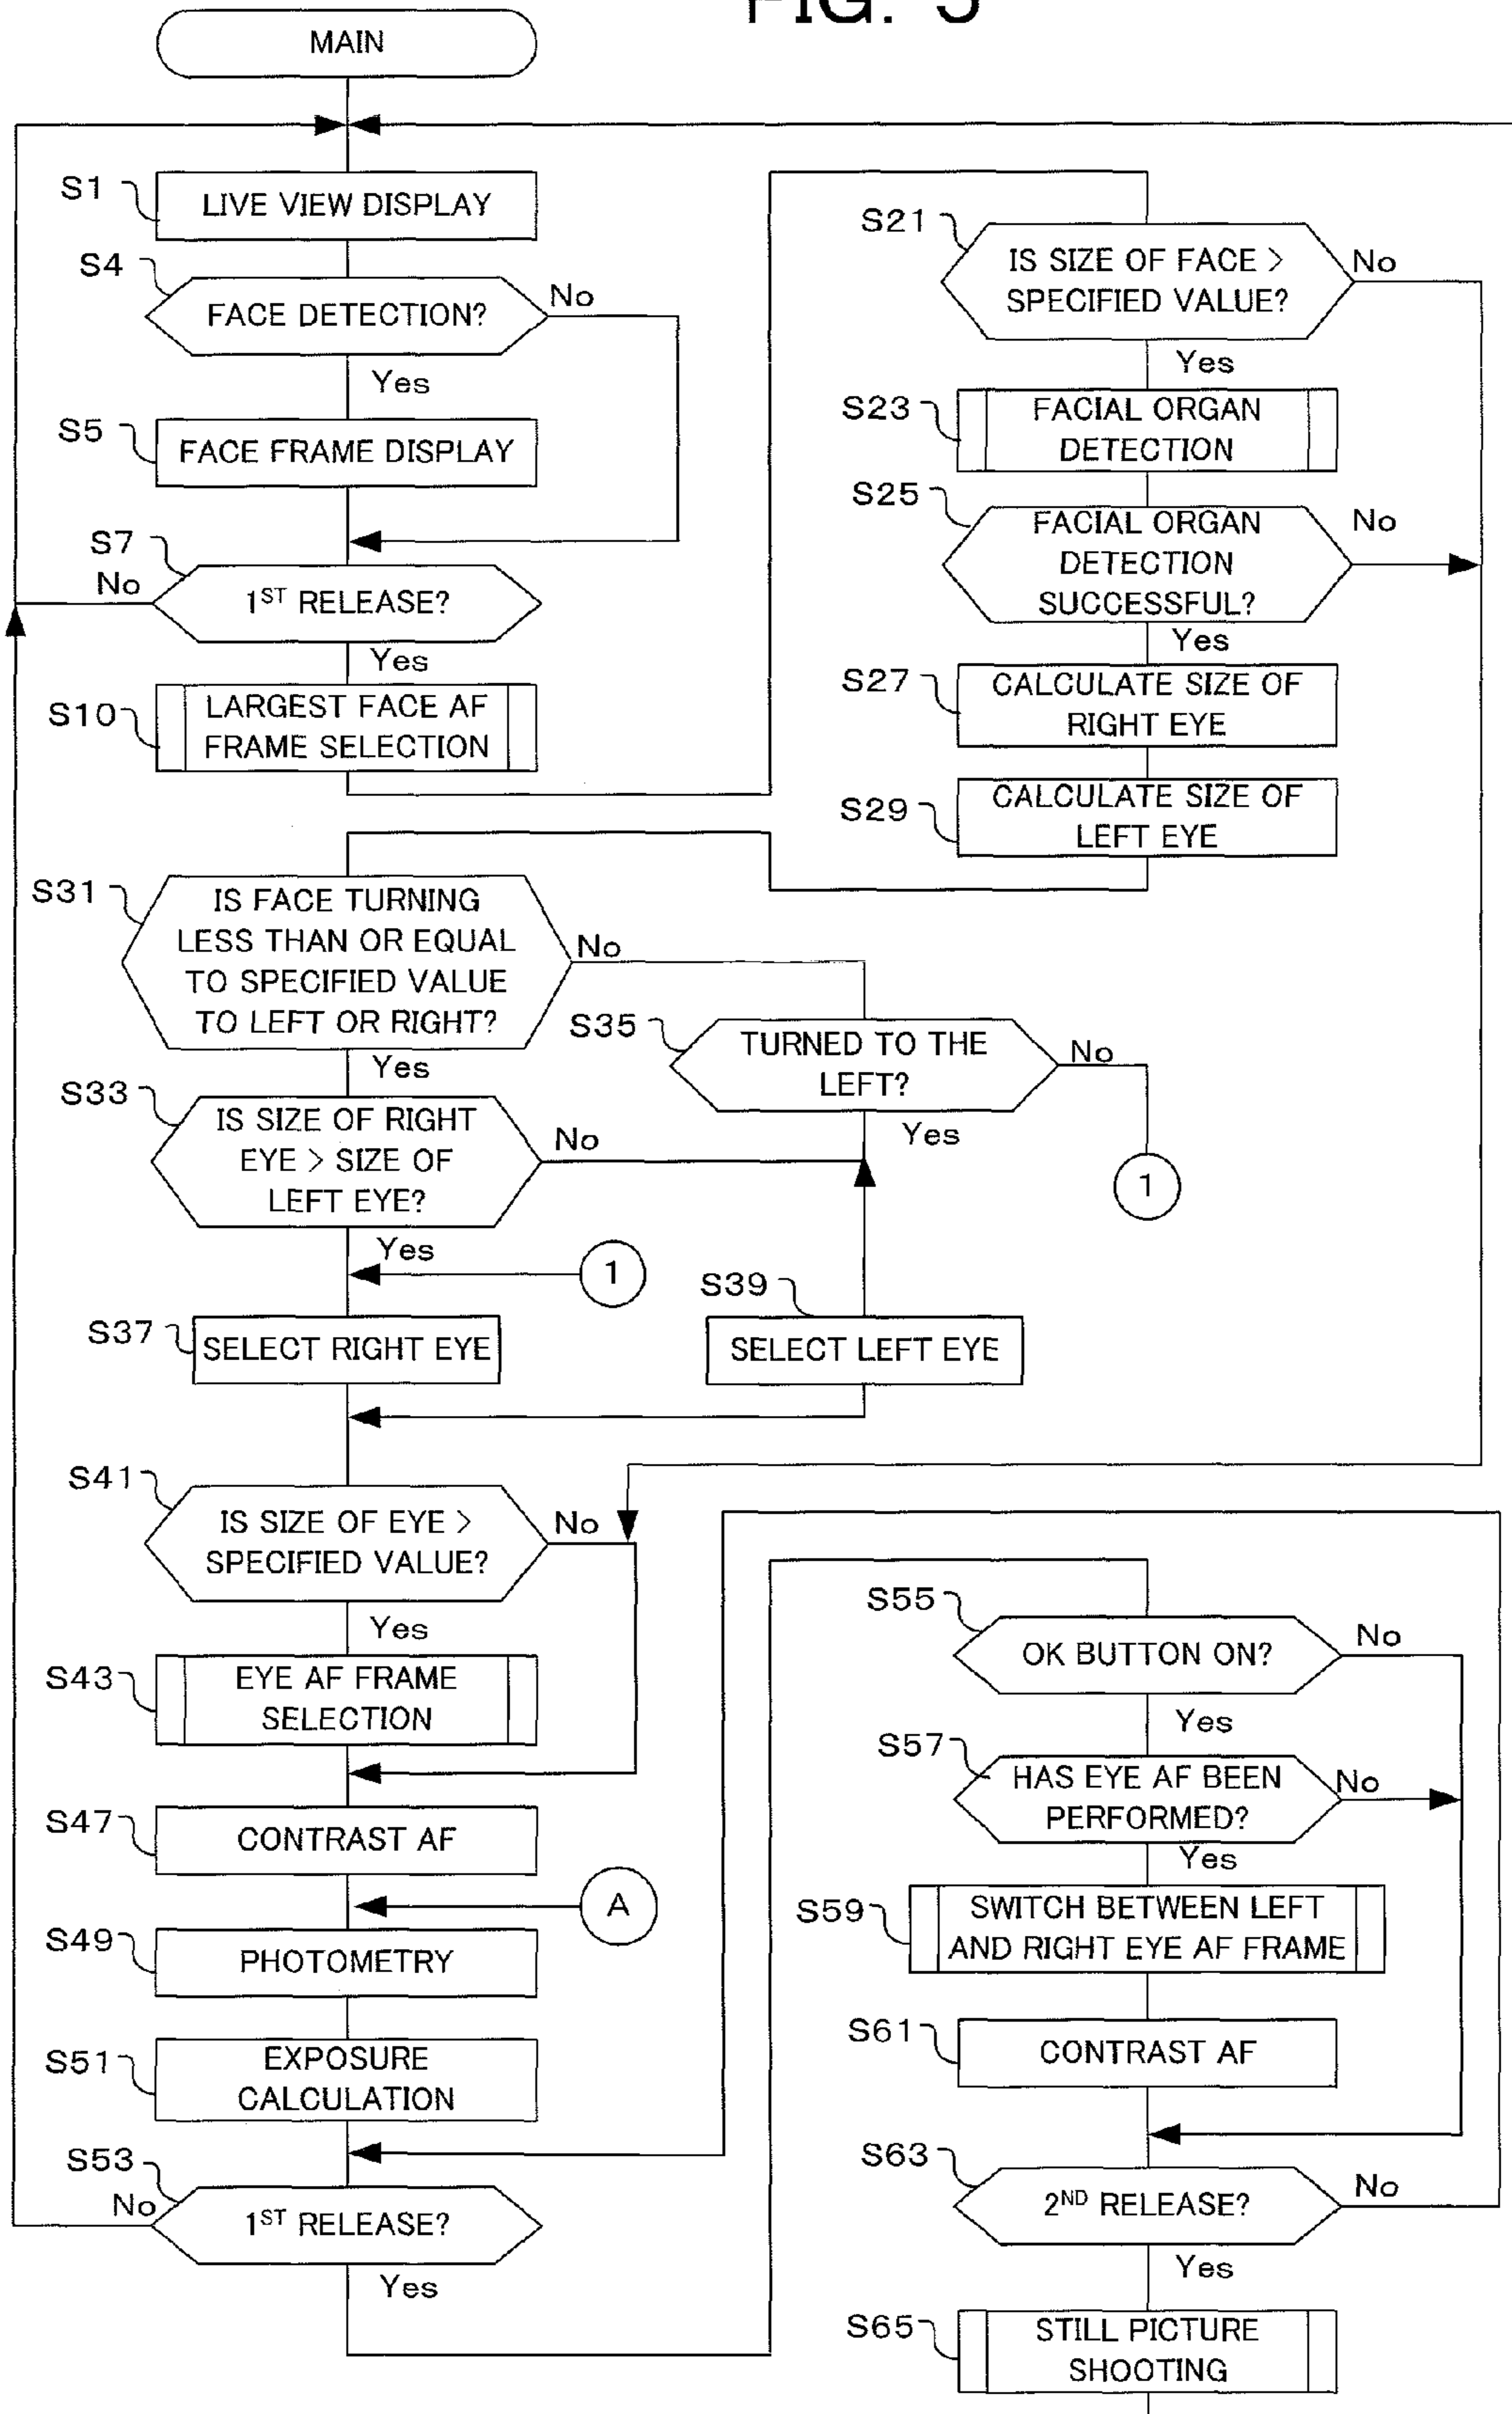 FIG. 5
MAIN
S1
LIVE VIEW DISPLAY
S4
FACE DETECTION?
No
Yes
S5
FACE FRAME DISPLAY
S7
No
1ST RELEASE?
Yes
S10
LARGEST FACE AF
FRAME SELECTION
S21
IS SIZE OF FACE >
SPECIFIED VALUE?
No
Yes
S23
FACIAL ORGAN
DETECTION
S25
FACIAL ORGAN
DETECTION
SUCCESSFUL?
No
Yes
S27
CALCULATE SIZE OF
RIGHT EYE
S29
CALCULATE SIZE OF
LEFT EYE
S31
IS FACE TURNING
LESS THAN OR EQUAL
TO SPECIFIED VALUE
TO LEFT OR RIGHT?
No
Yes
S35
TURNED TO THE
LEFT?
No
Yes
1
S33
IS SIZE OF RIGHT
EYE > SIZE OF
LEFT EYE?
No
Yes
1
S37
SELECT RIGHT EYE
S39
SELECT LEFT EYE
S41
IS SIZE OF EYE >
SPECIFIED VALUE?
No
Yes
S43
EYE AF FRAME
SELECTION
S47
CONTRAST AF
A
S49
PHOTOMETRY
S51
EXPOSURE
CALCULATION
S53
No
1ST RELEASE?
Yes
S55
OK BUTTON ON?
No
Yes
S57
HAS EYE AF BEEN
PERFORMED?
No
Yes
S59
SWITCH BETWEEN LEFT
AND RIGHT EYE AF FRAME
S61
CONTRAST AF
S63
2ND RELEASE?
No
Yes
S65
STILL PICTURE
SHOOTING